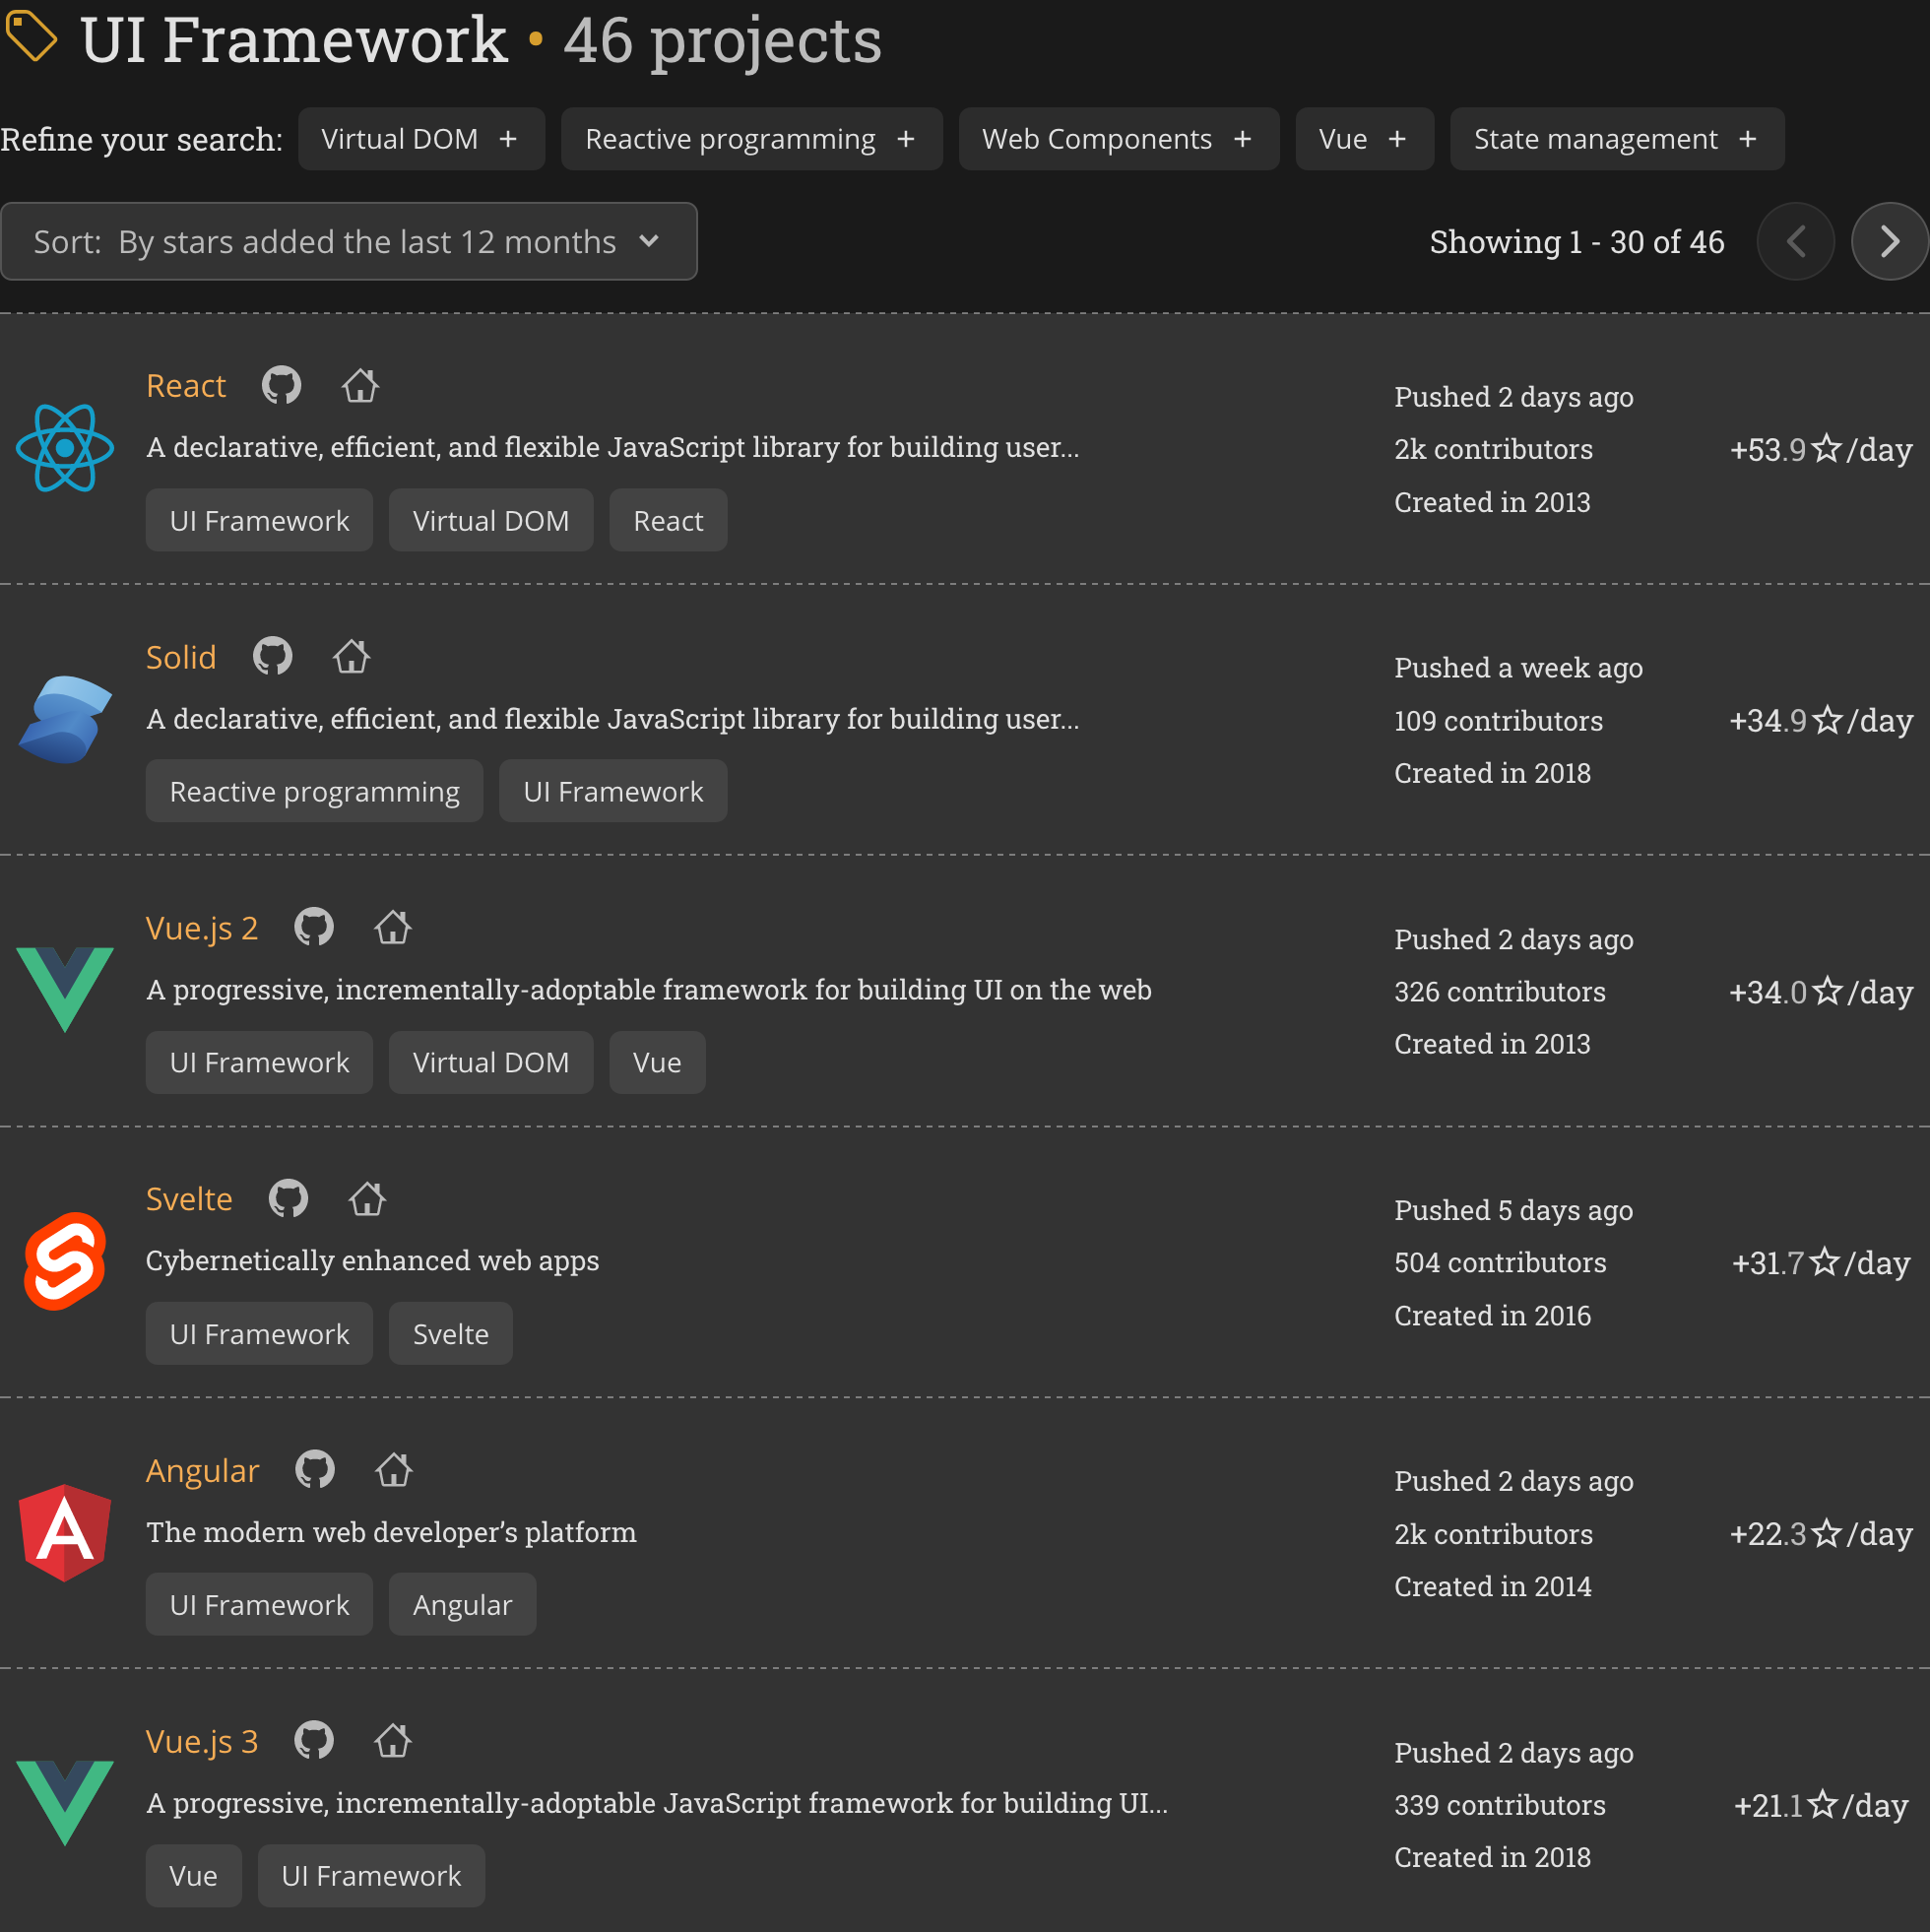 UI Framework • 46 projects
Refine your search: Virtual DOM + Reactive programming + Web Components + Vue + State management +
Sort: By stars added the last 12 months
Showing 1 - 30 of 46
React
A declarative, efficient, and flexible JavaScript library for building user...
UI Framework Virtual DOM React
Pushed 2 days ago
2k contributors
Created in 2013
+53.9☆/day
Solid
A declarative, efficient, and flexible JavaScript library for building user...
Reactive programming UI Framework
Pushed a week ago
109 contributors
Created in 2018
+34.9☆/day
Vue.js 2
A progressive, incrementally-adoptable framework for building UI on the web
UI Framework Virtual DOM Vue
Pushed 2 days ago
326 contributors
Created in 2013
+34.0☆/day
Svelte
Cybernetically enhanced web apps
UI Framework Svelte
Pushed 5 days ago
504 contributors
Created in 2016
+31.7☆/day
Angular
The modern web developer’s platform
UI Framework Angular
Pushed 2 days ago
2k contributors
Created in 2014
+22.3☆/day
Vue.js 3
A progressive, incrementally-adoptable JavaScript framework for building UI...
Vue UI Framework
Pushed 2 days ago
339 contributors
Created in 2018
+21.1☆/day